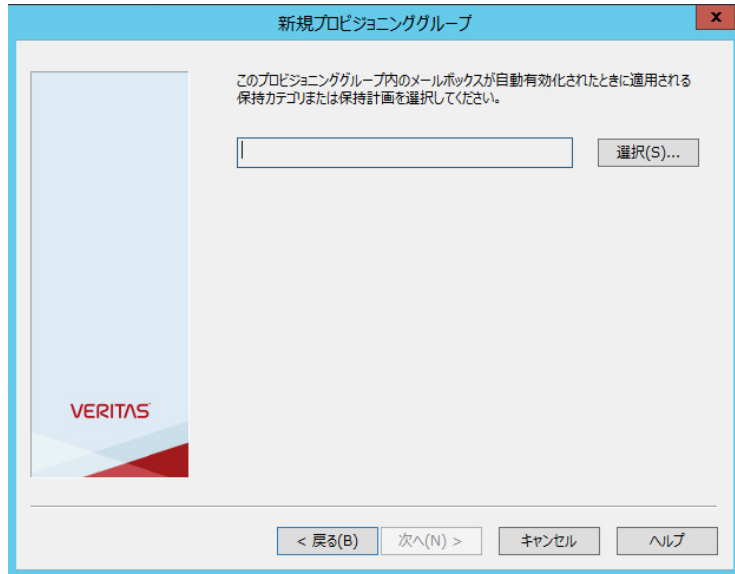 新規プロビジョニンググループ
x
このプロビジョニンググループ内のメールボックスが自動有効化されたときに適用される
保持カテゴリまたは保持計画を選択してください。
選択(S)...
VERITAS
< 戻る(B)
次へ(N) >
キャンセル
ヘルプ